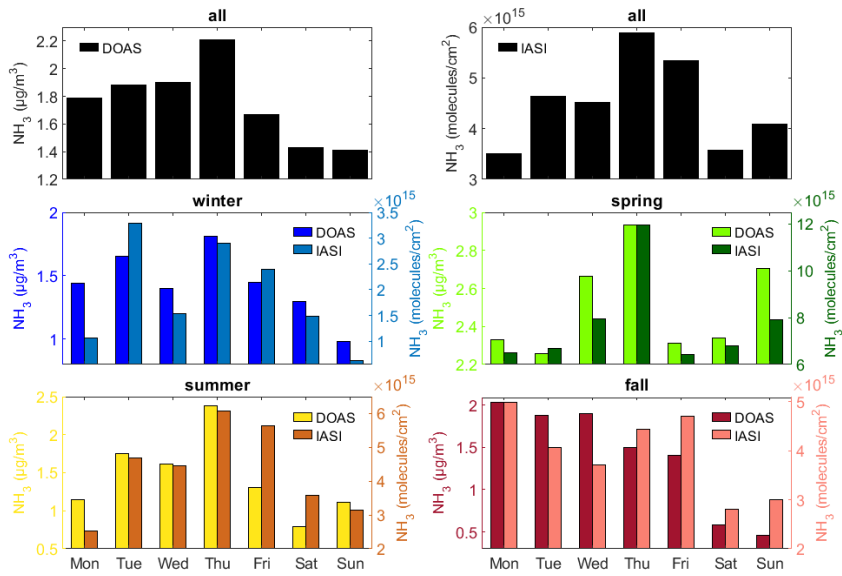 all
DOAS
NH3 (µg/m³)
2.2
2
1.8
1.6
1.4
1.2
all
×10^15
IASI
NH3 (molecules/cm²)
6
5
4
3
winter
×10^15
DOAS
IASI
NH3 (µg/m³)
2
1.5
1
NH3 (molecules/cm²)
3.5
3
2.5
2
1.5
1
spring
×10^15
DOAS
IASI
NH3 (µg/m³)
3
2.8
2.6
2.4
2.2
NH3 (molecules/cm²)
12
10
8
6
summer
×10^15
DOAS
IASI
NH3 (µg/m³)
2.5
2
1.5
1
0.5
NH3 (molecules/cm²)
6
5
4
3
2
Mon Tue Wed Thu Fri Sat Sun
fall
×10^15
DOAS
IASI
NH3 (µg/m³)
2
1.5
1
0.5
NH3 (molecules/cm²)
5
4
3
2
Mon Tue Wed Thu Fri Sat Sun